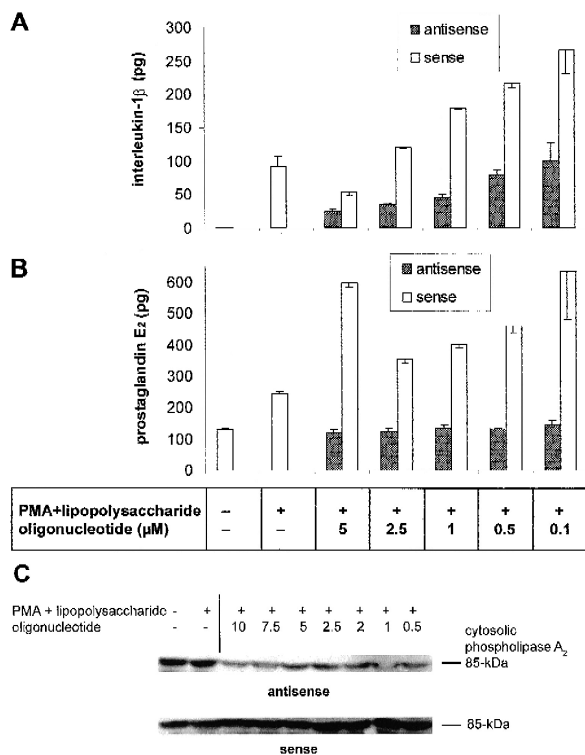 A
interleukin-1β (pg)
300
250
200
150
100
50
0
antisense
sense
B
prostaglandin E2 (pg)
600
500
400
300
200
100
0
antisense
sense
PMA+lipopolysaccharide – + + + + + +
oligonucleotide (µM) – – 5 2.5 1 0.5 0.1
C
PMA + lipopolysaccharide - + + + + + + + +
oligonucleotide - - 10 7.5 5 2.5 2 1 0.5
cytosolic
phospholipase A2
85-kDa
antisense
85-kDa
sense